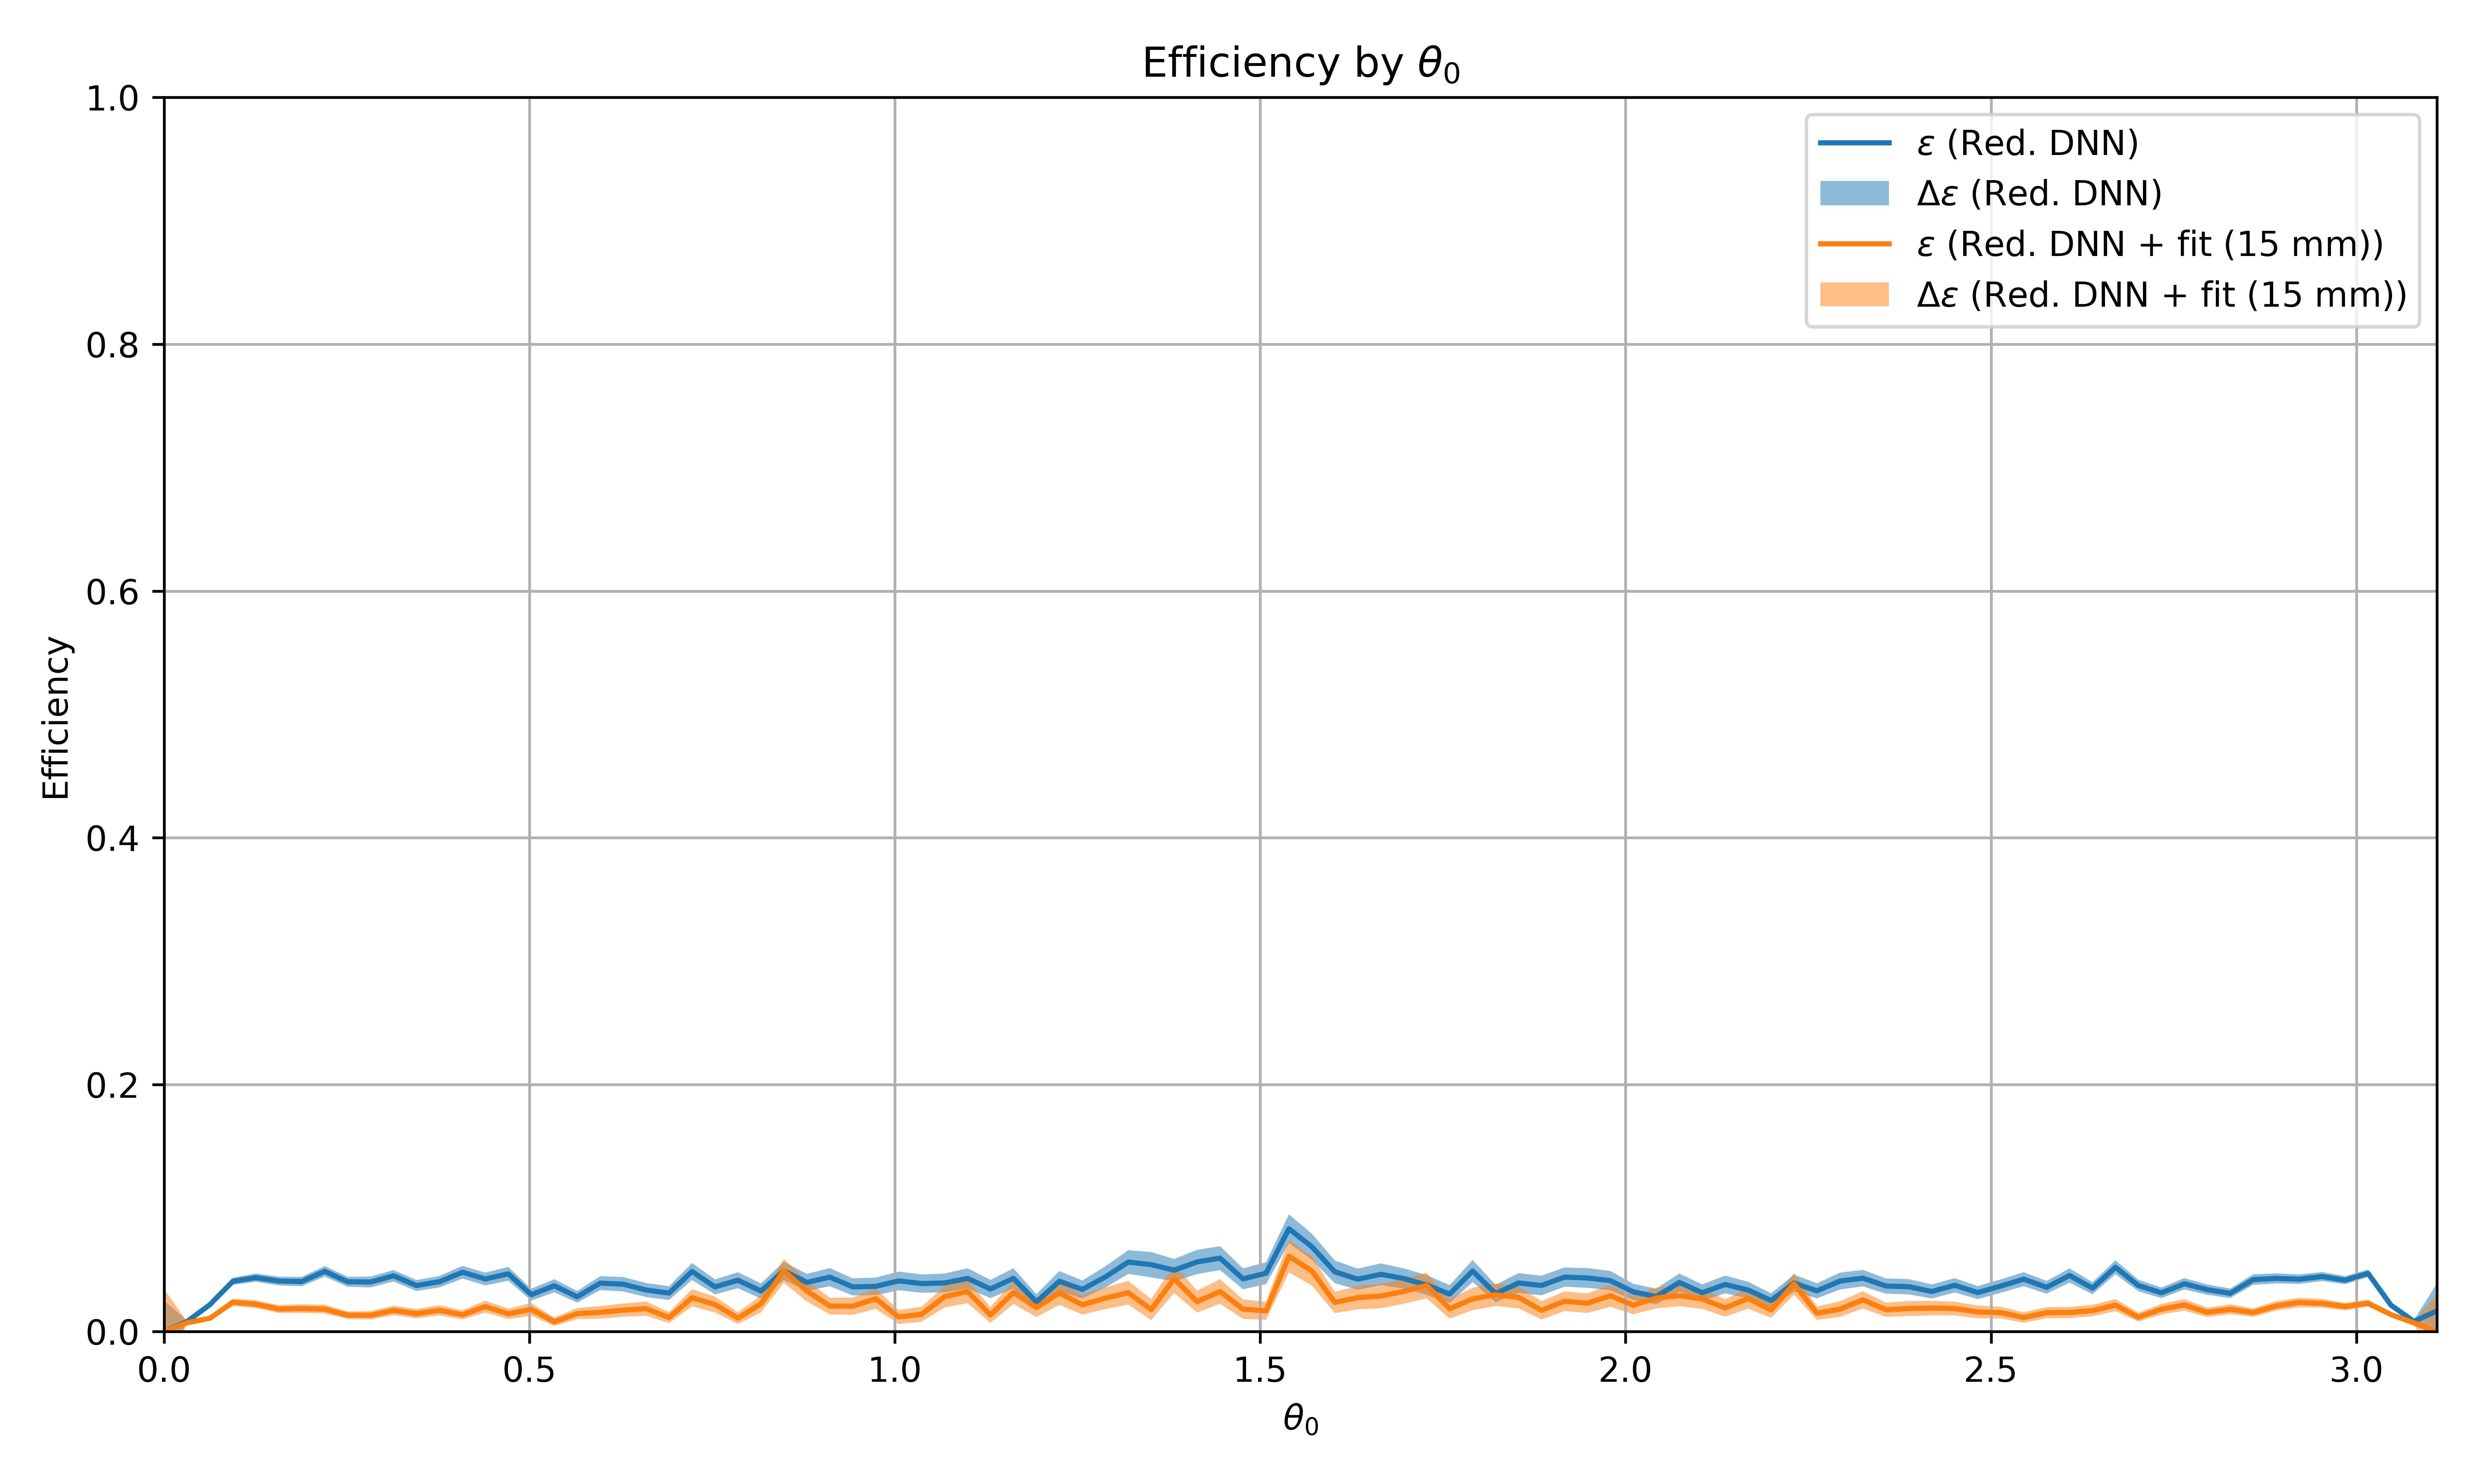 Efficiency by θ₀
1.0
0.8
0.6
0.4
0.2
0.0
Efficiency
ε (Red. DNN)
Δε (Red. DNN)
ε (Red. DNN + fit (15 mm))
Δε (Red. DNN + fit (15 mm))
0.0 0.5 1.0 1.5 2.0 2.5 3.0
θ₀